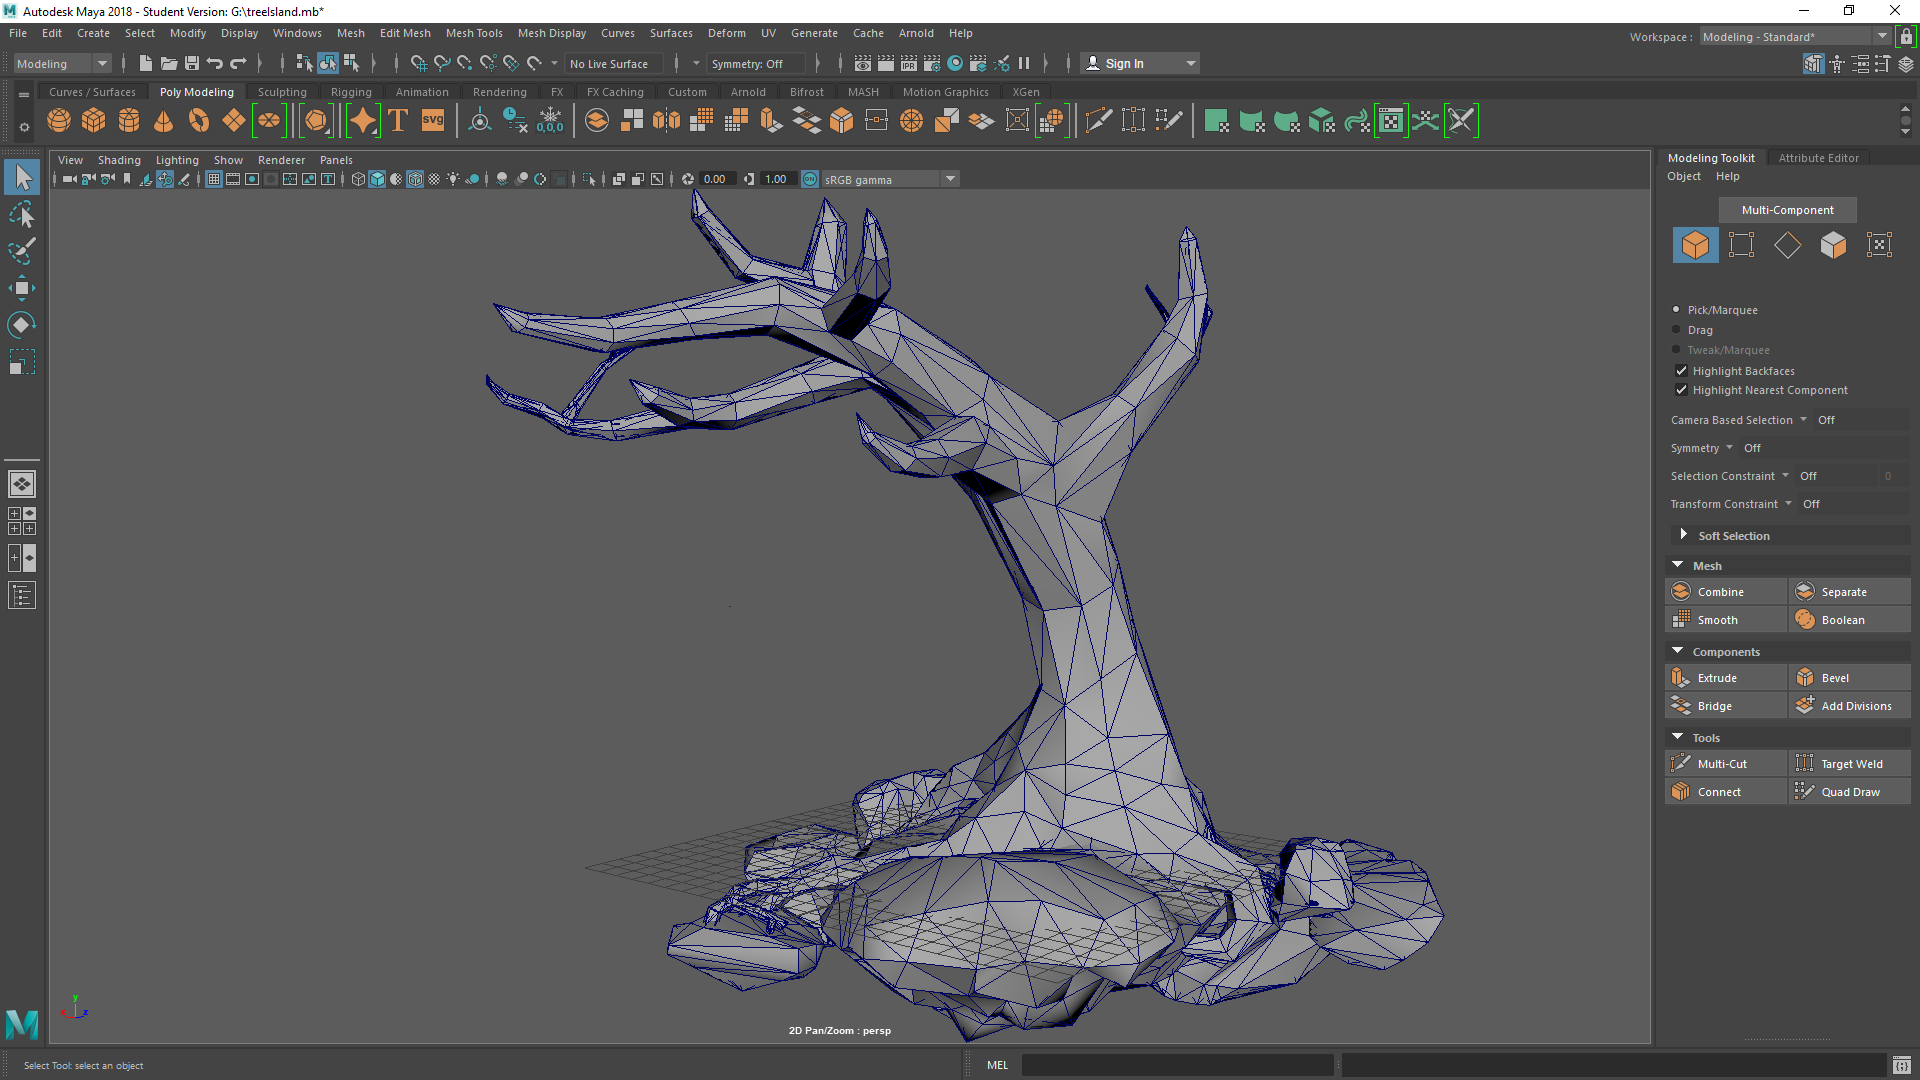 Autodesk Maya 2018 - Student Version: G:\treeIsland.mb*
File Edit Create Select Modify Display Windows Mesh Edit Mesh Mesh Tools Mesh Display Curves Surfaces Deform UV Generate Cache Arnold Help
Workspace : Modeling - Standard*
Modeling No Live Surface Symmetry: Off Sign In
Curves / Surfaces Poly Modeling Sculpting Rigging Animation Rendering FX FX Caching Custom Arnold Bifrost MASH Motion Graphics XGen
T SVG 0,0,0
View Shading Lighting Show Renderer Panels
0.00 1.00 ON sRGB gamma
Modeling Toolkit Attribute Editor
Object Help
Multi-Component
Pick/Marquee
Drag
Tweak/Marquee
Highlight Backfaces
Highlight Nearest Component
Camera Based Selection Off
Symmetry Off
Selection Constraint Off 0
Transform Constraint Off
Soft Selection
Mesh
Combine Separate
Smooth Boolean
Components
Extrude Bevel
Bridge Add Divisions
Tools
Multi-Cut Target Weld
Connect Quad Draw
y
x z
2D Pan/Zoom : persp
M
Select Tool: select an object
MEL